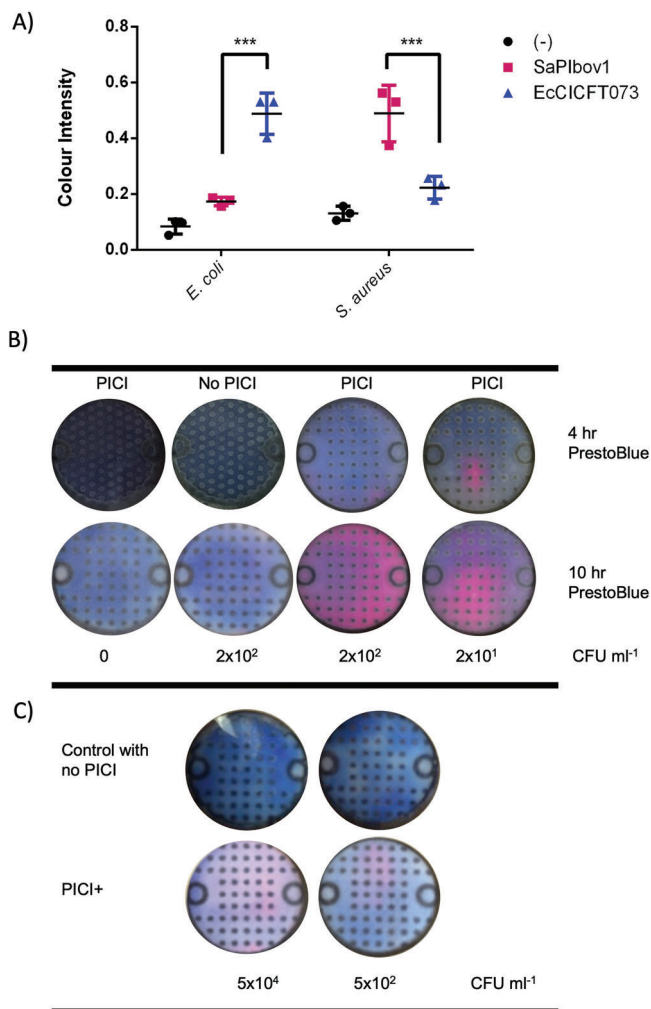 A)
0.8
0.6
0.4
0.2
0.0
Colour Intensity
***
***
E. coli
S. aureus
(-)
SaPIbov1
EcCICFT073
B)
PICI No PICI PICI PICI
4 hr
PrestoBlue
10 hr
PrestoBlue
0 2x10² 2x10² 2x10¹ CFU ml⁻¹
C)
Control with
no PICI
PICI+
5x10⁴ 5x10² CFU ml⁻¹